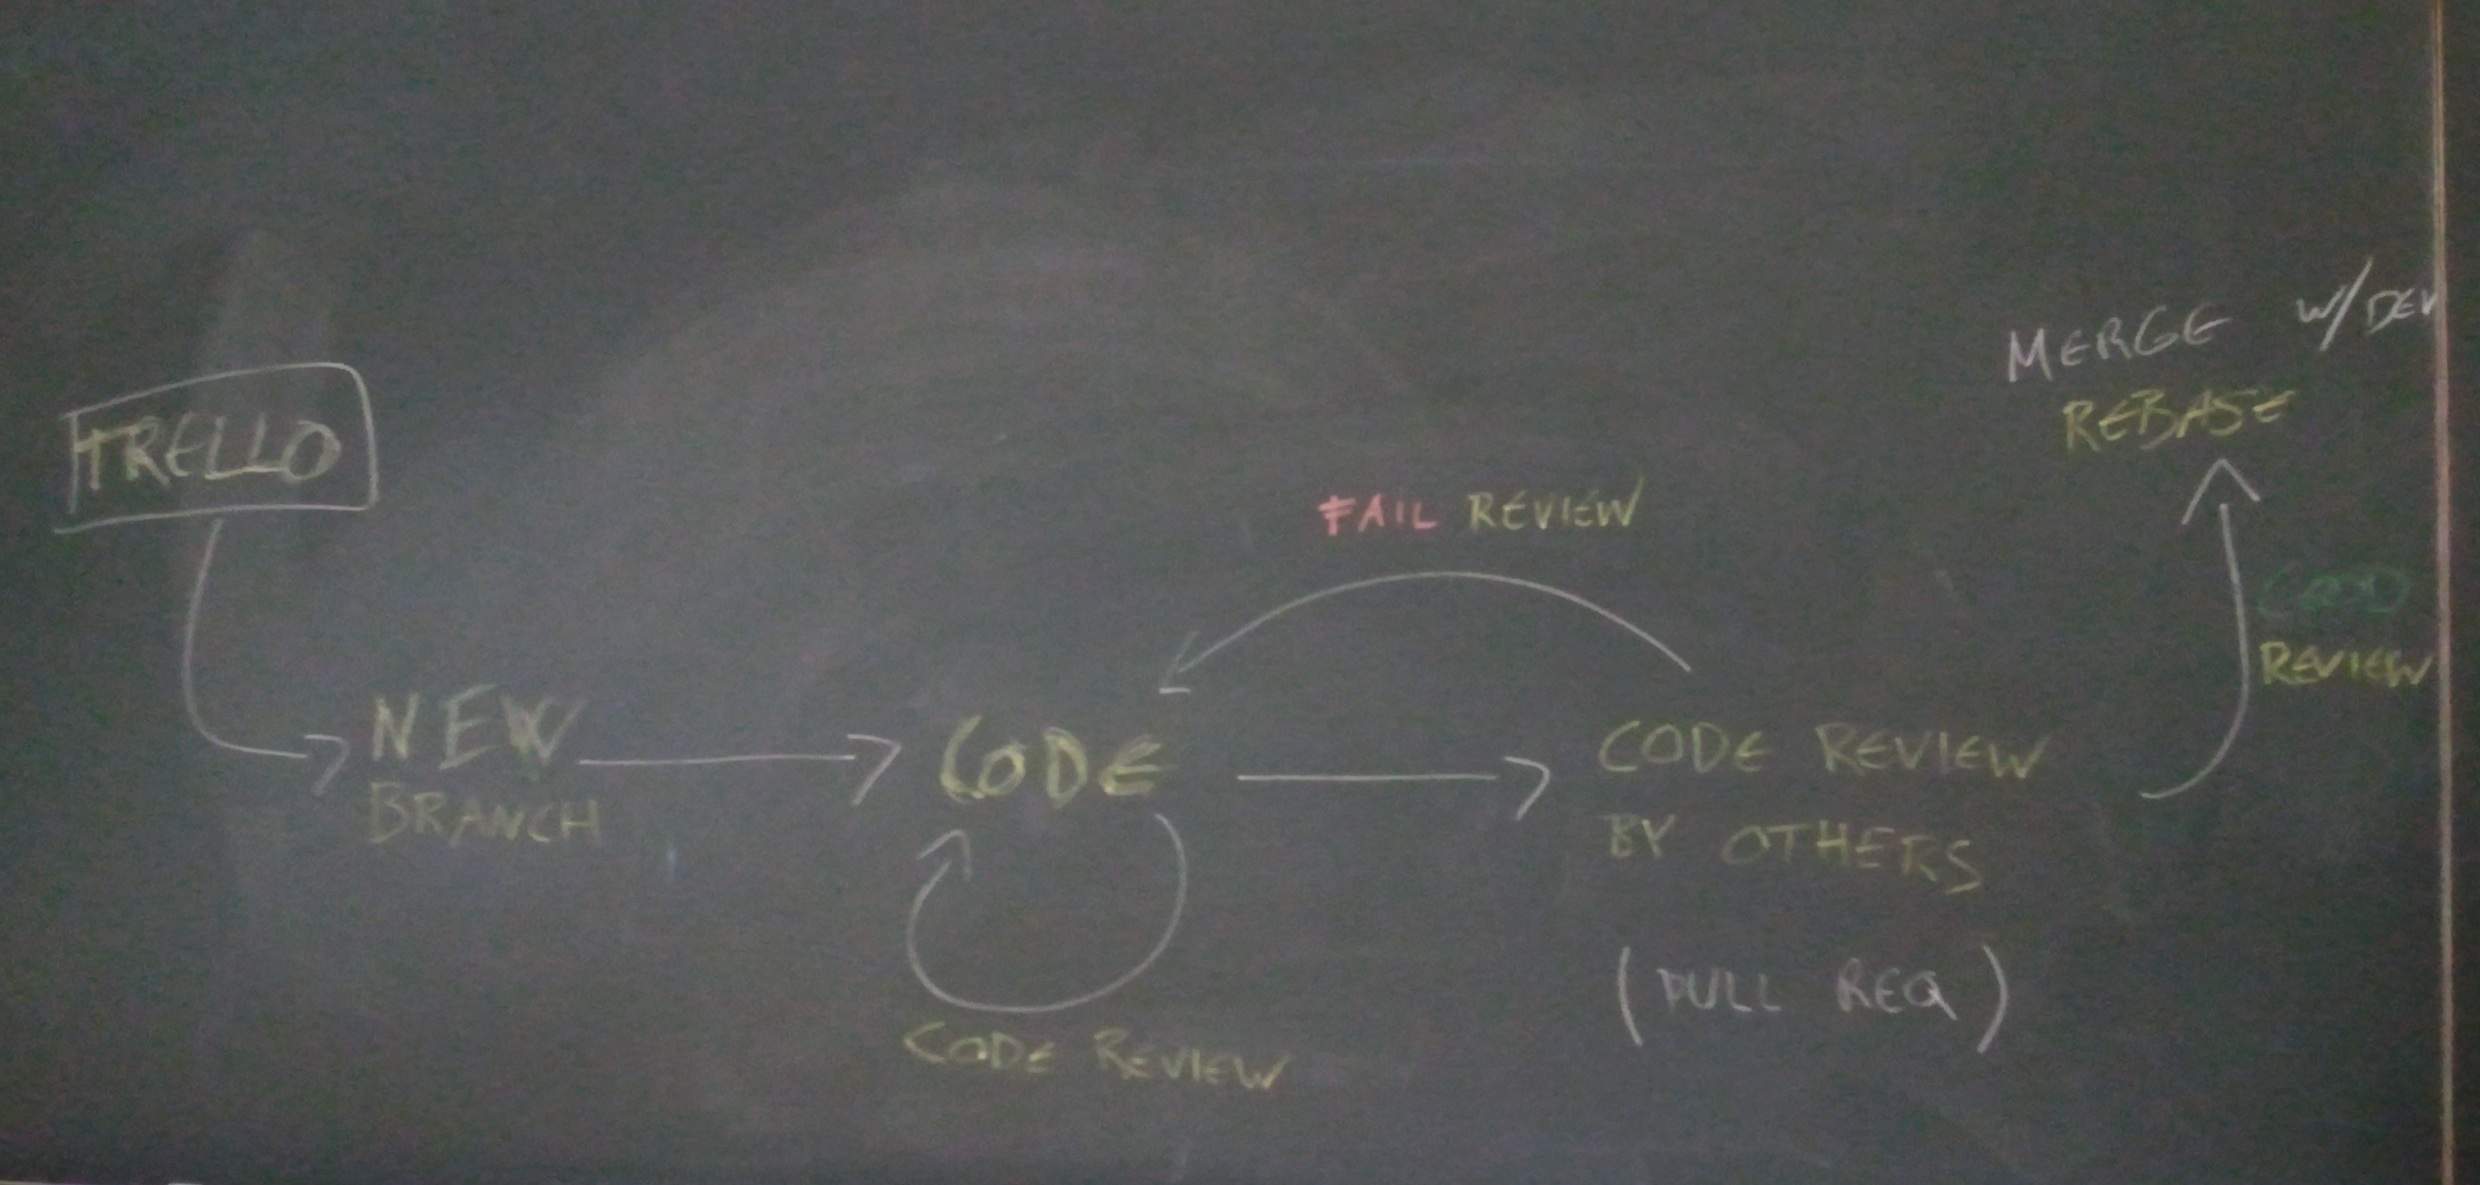 TRELLO
NEW
BRANCH
CODE
CODE REVIEW
FAIL REVIEW
CODE REVIEW
BY OTHERS
(PULL REQ)
GOOD
REVIEW
MERGE W/DEV
REBASE